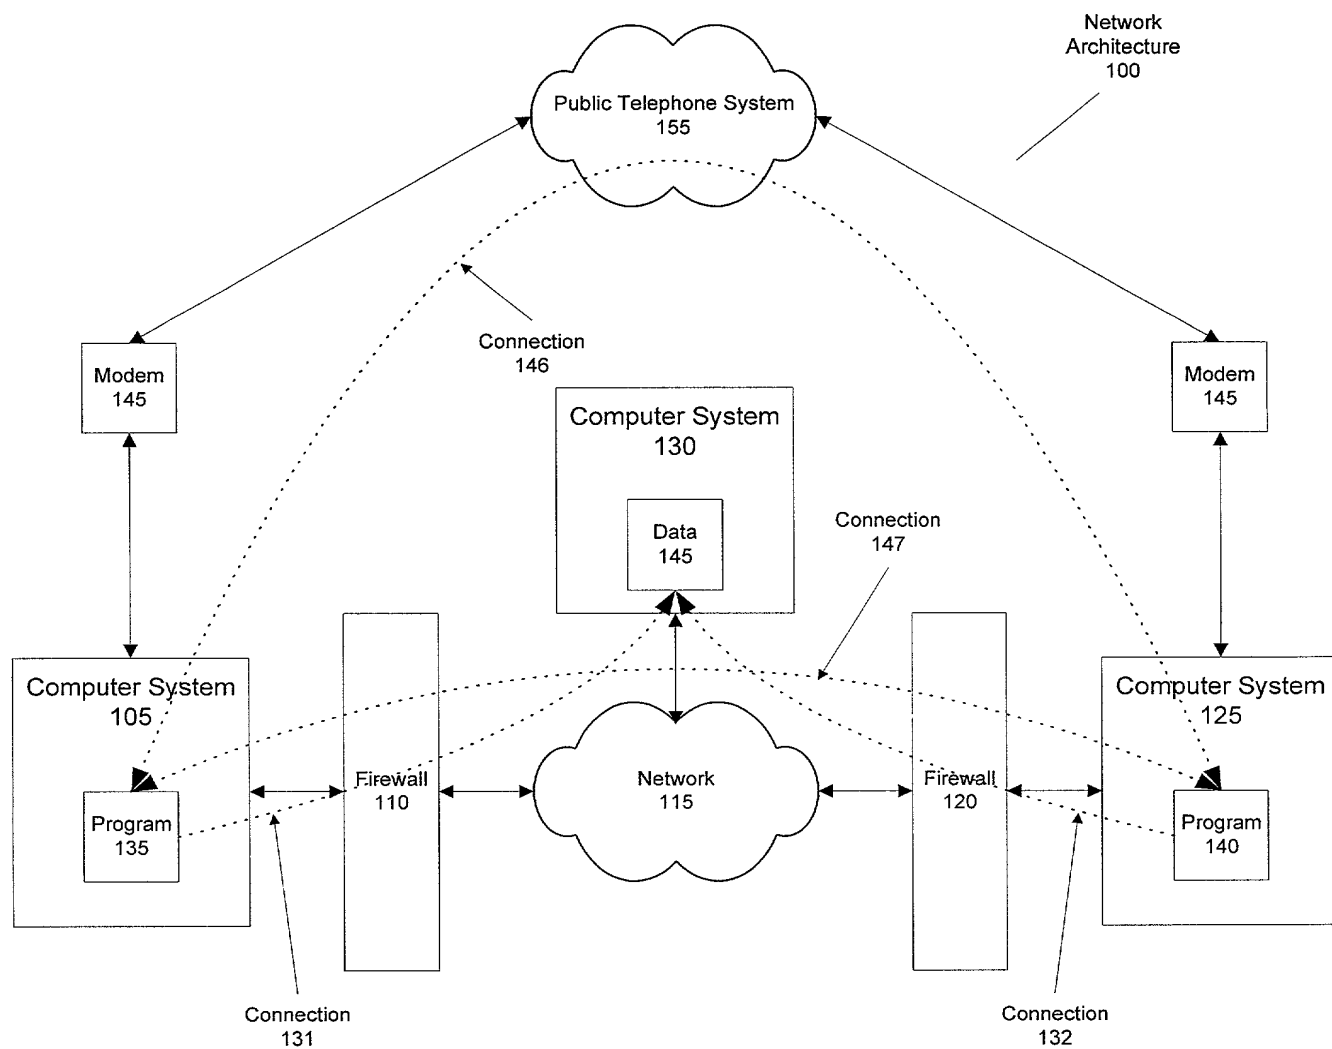 Network
Architecture
100
Public Telephone System
155
Connection
146
Modem
145
Modem
145
Computer System
130
Data
145
Connection
147
Computer System
105
Computer System
125
Firewall
110
Network
115
Firewall
120
Program
135
Program
140
Connection
131
Connection
132